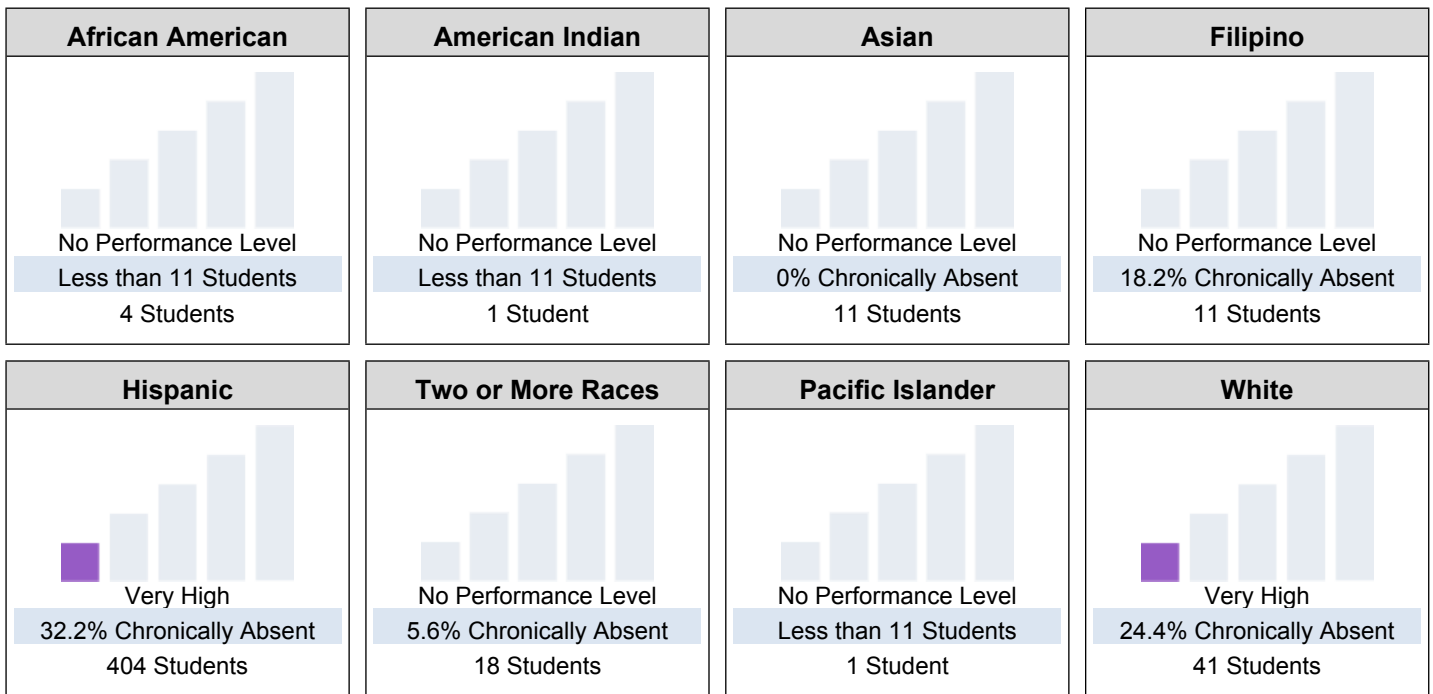 African American
No Performance Level
Less than 11 Students
4 Students
American Indian
No Performance Level
Less than 11 Students
1 Student
Asian
No Performance Level
0% Chronically Absent
11 Students
Filipino
No Performance Level
18.2% Chronically Absent
11 Students
Hispanic
Very High
32.2% Chronically Absent
404 Students
Two or More Races
No Performance Level
5.6% Chronically Absent
18 Students
Pacific Islander
No Performance Level
Less than 11 Students
1 Student
White
Very High
24.4% Chronically Absent
41 Students